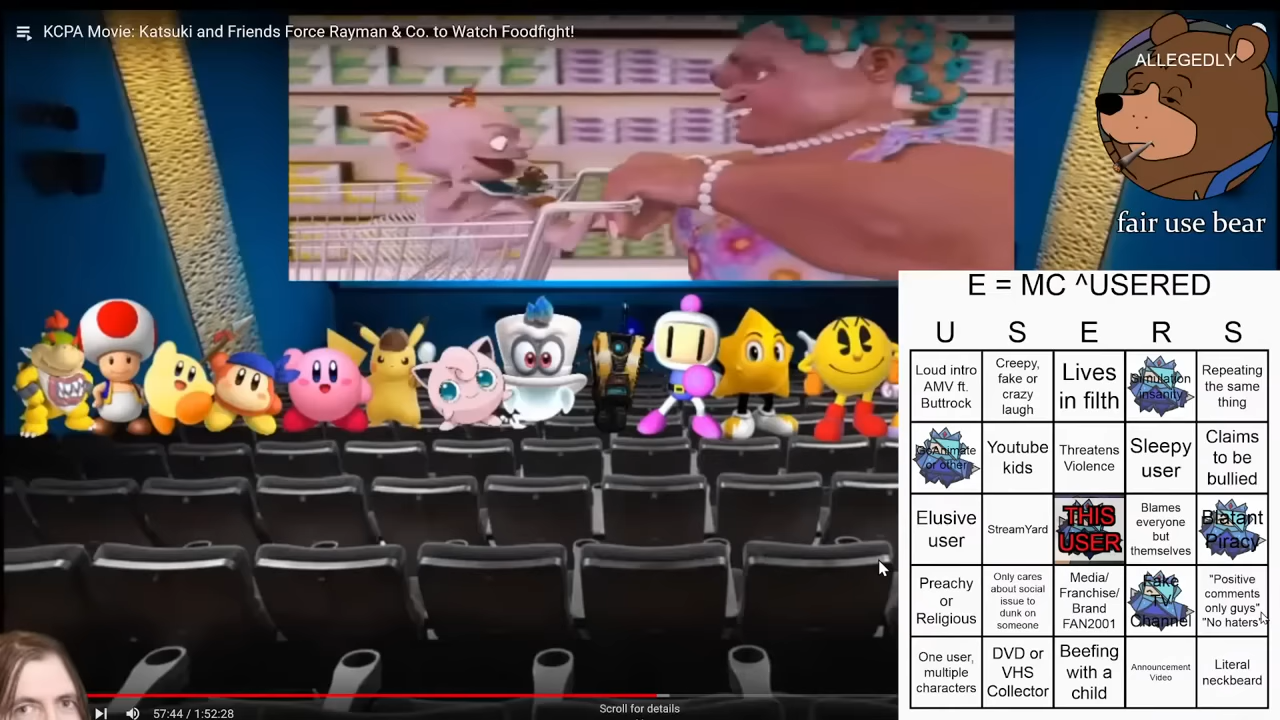 KCPA Movie: Katsuki and Friends Force Rayman & Co. to Watch Foodfight!
ALLEGEDLY
fair use bear
E = MC ^USERED
U S E R S
Loud intro
AMV ft.
Buttrock
Creepy,
fake or
crazy
laugh
Lives
in filth
Simulation
insanity
Repeating
the same
thing
GoAnimate
or other
Youtube
kids
Threatens
Violence
Sleepy
user
Claims
to be
bullied
Elusive
user
StreamYard
THIS
USER
Blames
everyone
but
themselves
Blatant
Piracy
Preachy
or
Religious
Only cares
about social
issue to
dunk on
someone
Media/
Franchise/
Brand
FAN2001
Fake
TV
Channel
"Positive
comments
only guys"
"No haters"
One user,
multiple
characters
DVD or
VHS
Collector
Beefing
with a
child
Announcement
Video
Literal
neckbeard
57:44 / 1:52:28
Scroll for details